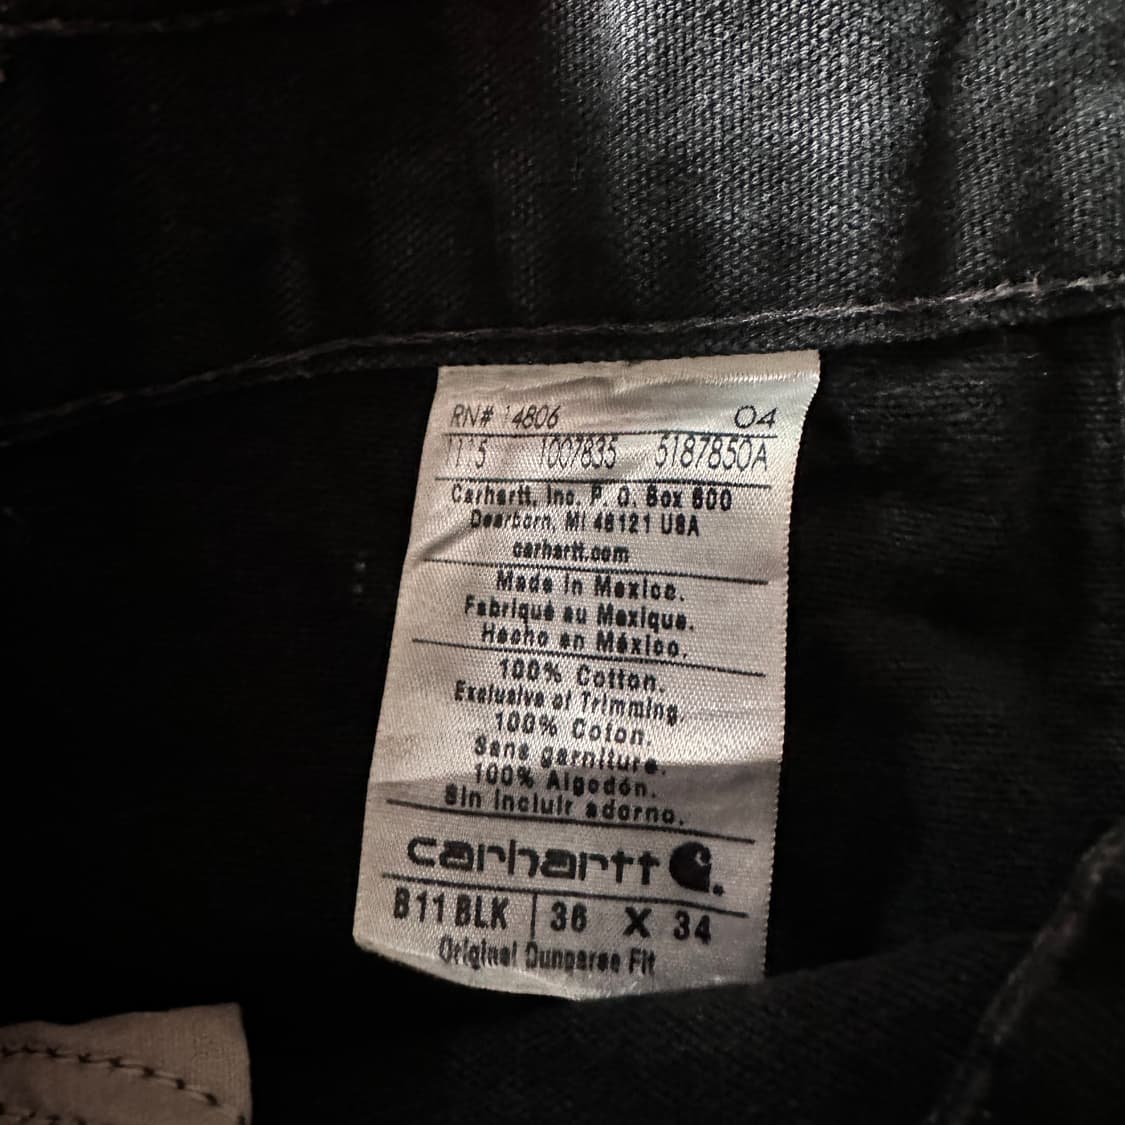 RN# 14806 04
11 5 1007835 5187850A
Carhartt, Inc. P. O. Box 600
Dearborn, MI 48121 USA
carhartt.com
Made in Mexico.
Fabriqué au Mexique.
Hecho en México.
100% Cotton.
Exclusive of Trimming.
100% Coton.
Sans garniture.
100% Algodón.
Sin incluir adorno.
carhartt
B11 BLK 36 X 34
Original Dungaree Fit